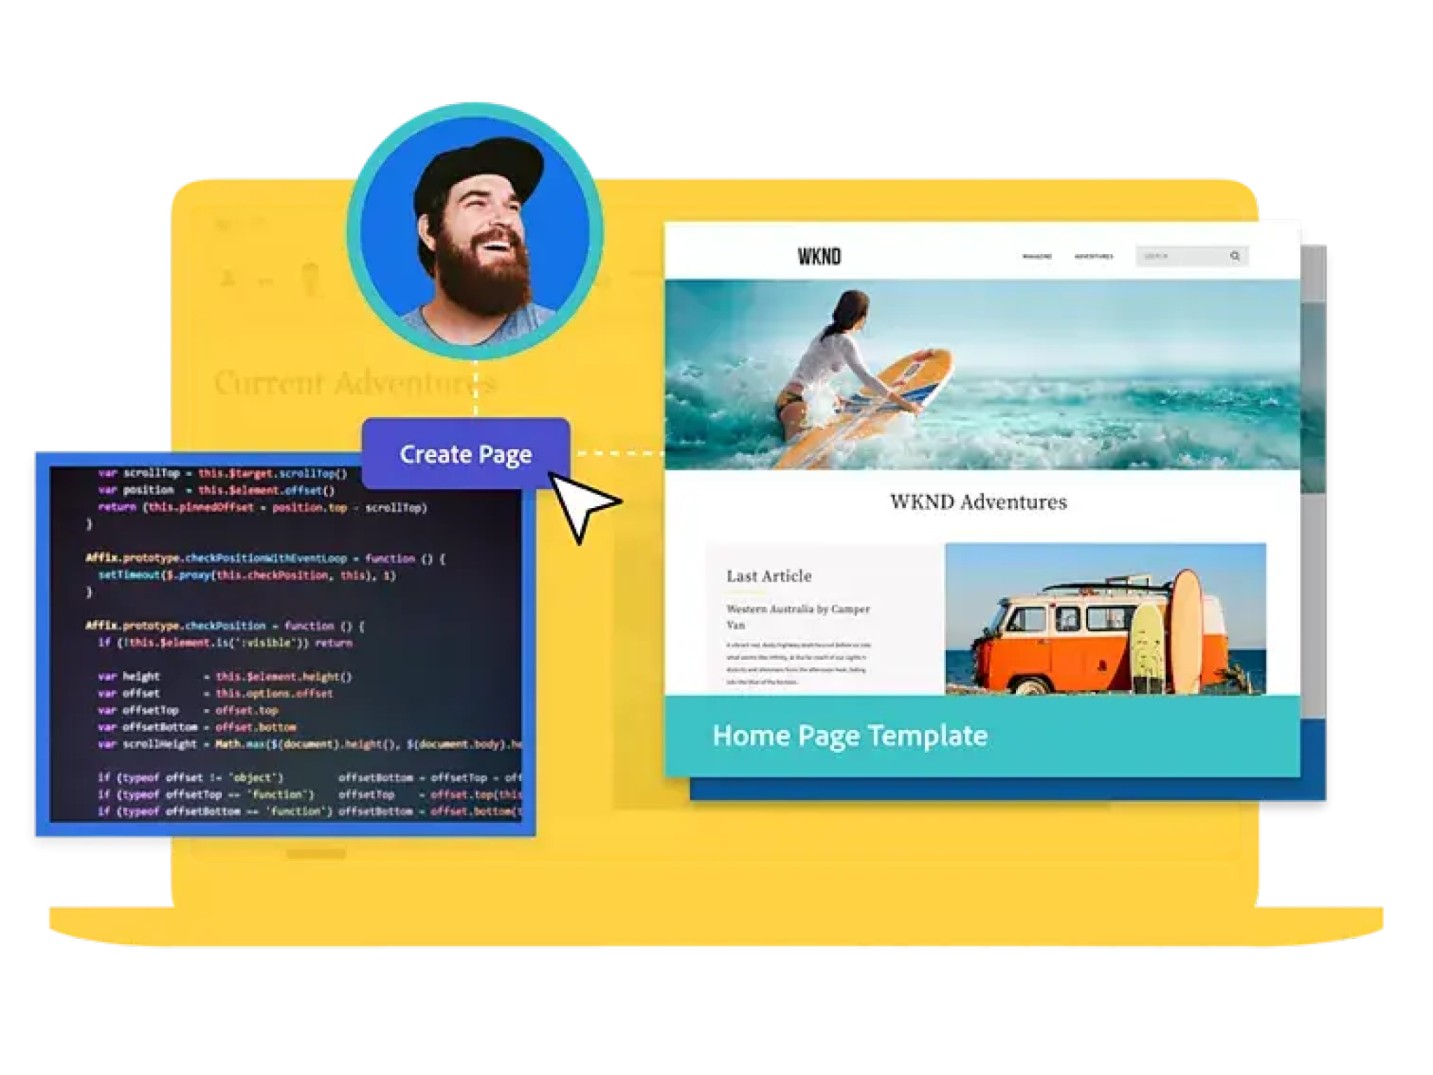 Current Adventures
Create Page
var scrollTop = this.$target.scrollTop()
var position = this.$element.offset()
return (this.pinnedOffset = position.top - scrollTop)
}
Affix.prototype.checkPositionWithEventLoop = function () {
setTimeout($.proxy(this.checkPosition, this), 1)
}
Affix.prototype.checkPosition = function () {
if (!this.$element.is(':visible')) return
var height = this.$element.height()
var offset = this.options.offset
var offsetTop = offset.top
var offsetBottom = offset.bottom
var scrollHeight = Math.max($(document).height(), $(document.body).he
if (typeof offset != 'object') offsetBottom = offsetTop = off
if (typeof offsetTop == 'function') offsetTop = offset.top(this
if (typeof offsetBottom == 'function') offsetBottom = offset.bottom(t
WKND
MAGAZINE ADVENTURES SEARCH
WKND Adventures
Last Article
Western Australia by Camper
Van
Home Page Template